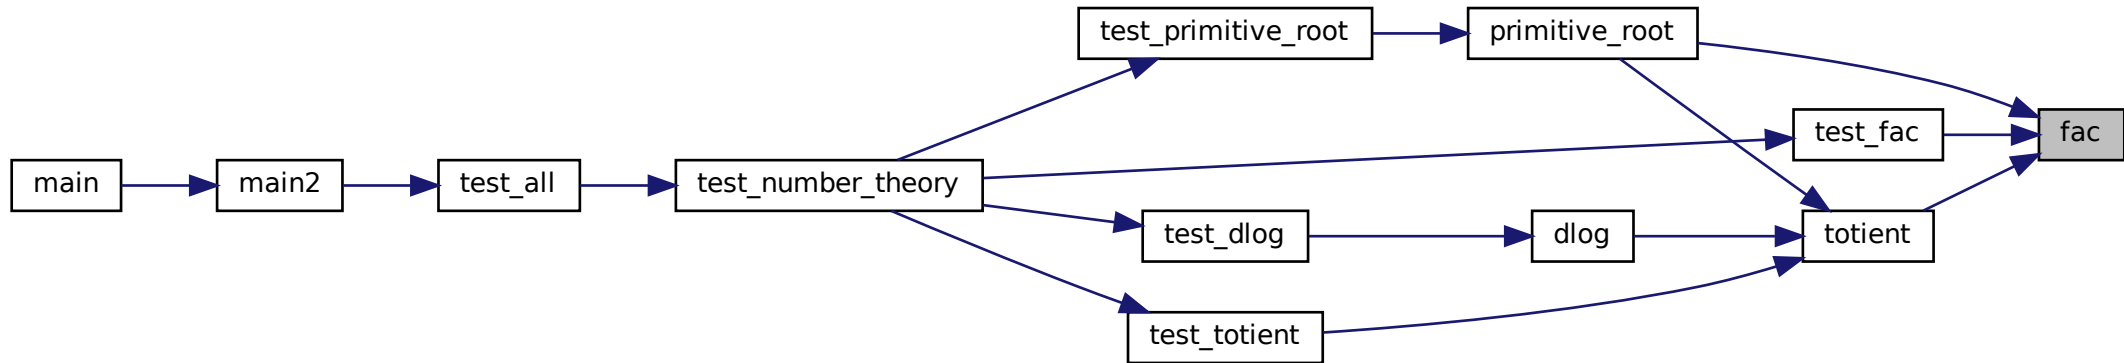 test_primitive_root
primitive_root
test_fac
fac
main
main2
test_all
test_number_theory
test_dlog
dlog
totient
test_totient